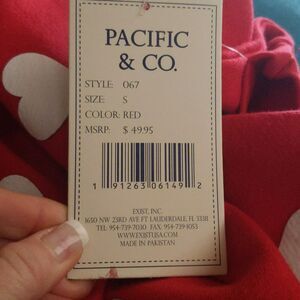 PACIFIC
& CO.
STYLE: 067
SIZE: S
COLOR: RED
MSRP: $ 49.95
1 91263 06149 2
EXIST, INC.
1650 NW 23RD AVE FT. LAUDERDALE, FL 33311
TEL: 954-739-7030 FAX: 954-739-1053
WWW.EXISTUSA.COM
MADE IN PAKISTAN